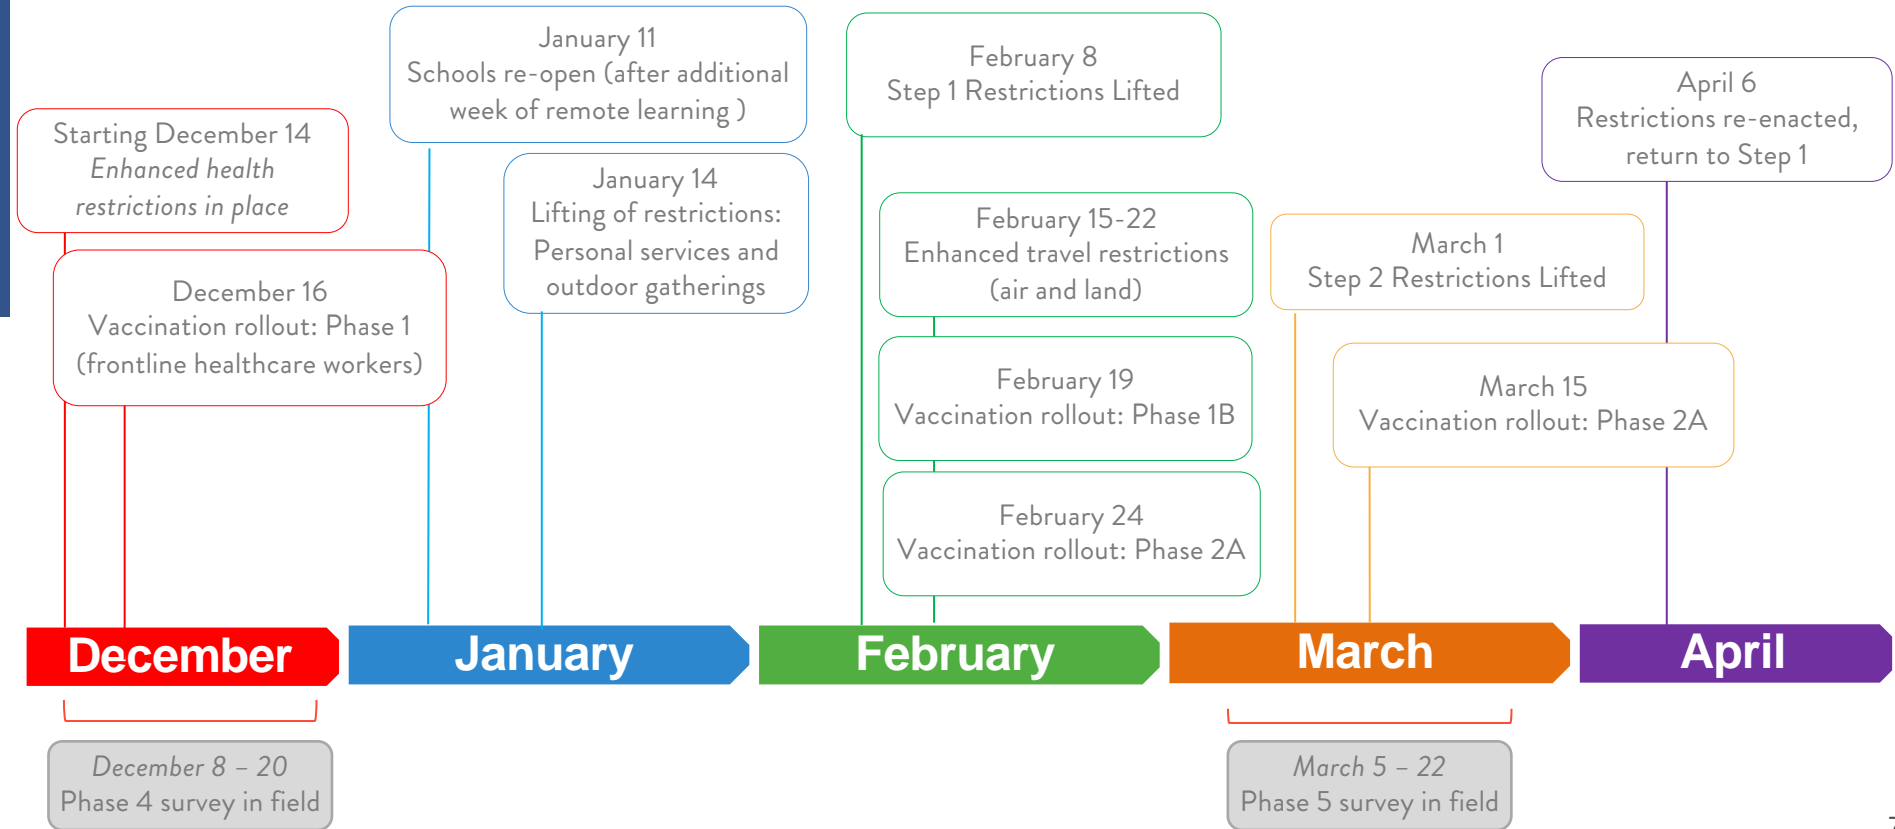 Starting December 14
Enhanced health
restrictions in place
December 16
Vaccination rollout: Phase 1
(frontline healthcare workers)
January 11
Schools re-open (after additional
week of remote learning )
January 14
Lifting of restrictions:
Personal services and
outdoor gatherings
February 8
Step 1 Restrictions Lifted
February 15-22
Enhanced travel restrictions
(air and land)
February 19
Vaccination rollout: Phase 1B
February 24
Vaccination rollout: Phase 2A
March 1
Step 2 Restrictions Lifted
March 15
Vaccination rollout: Phase 2A
April 6
Restrictions re-enacted,
return to Step 1
December
January
February
March
April
December 8 – 20
Phase 4 survey in field
March 5 – 22
Phase 5 survey in field